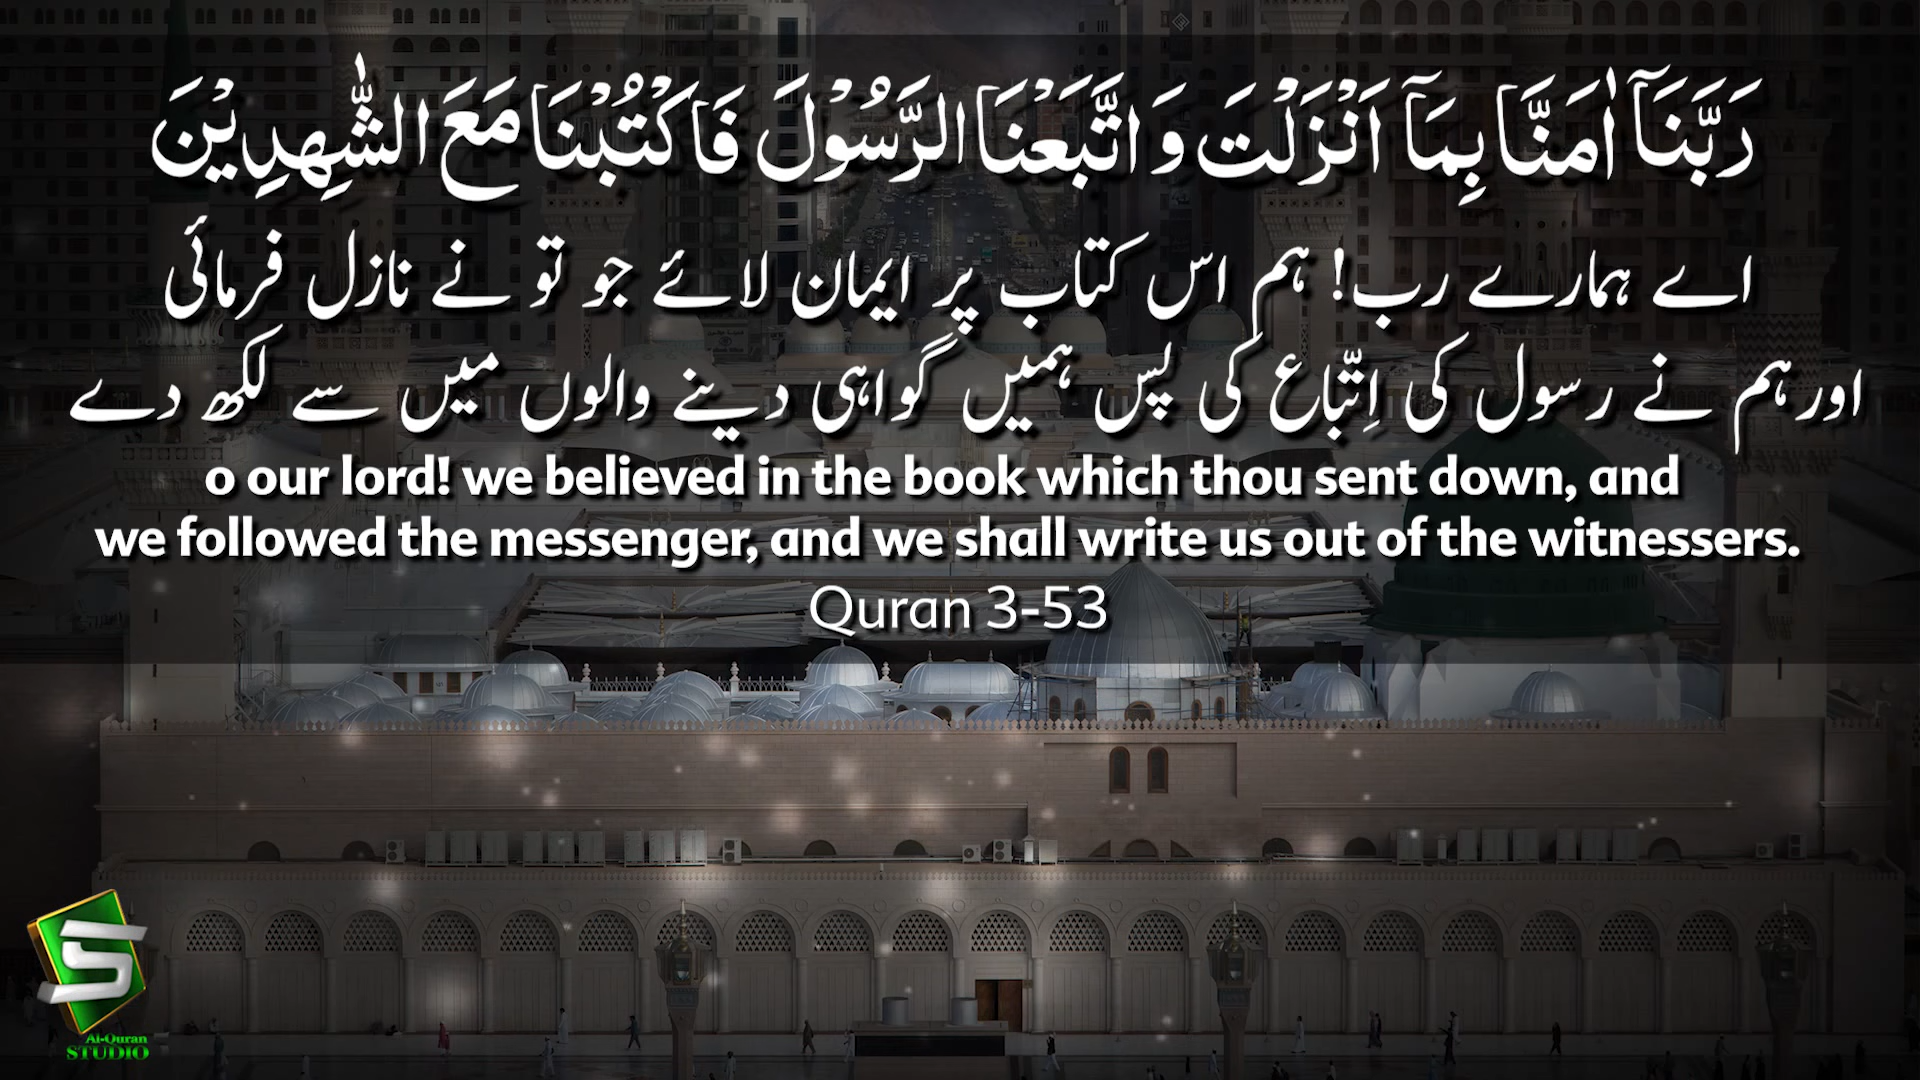 رَبَّنَآ اٰمَنَّا بِمَآ اَنْزَلْتَ وَ اتَّبَعْنَا الرَّسُوْلَ فَاكْتُبْنَا مَعَ الشّٰهِدِيْنَ
اے ہمارے رب! ہم اس کتاب پر ایمان لائے جو تو نے نازل فرمائی
اور ہم نے رسول کی اِتّباع کی پس ہمیں گواہی دینے والوں میں سے لکھ دے
o our lord! we believed in the book which thou sent down, and
we followed the messenger, and we shall write us out of the witnessers.
Quran 3-53
S
Al-Quran
STUDIO